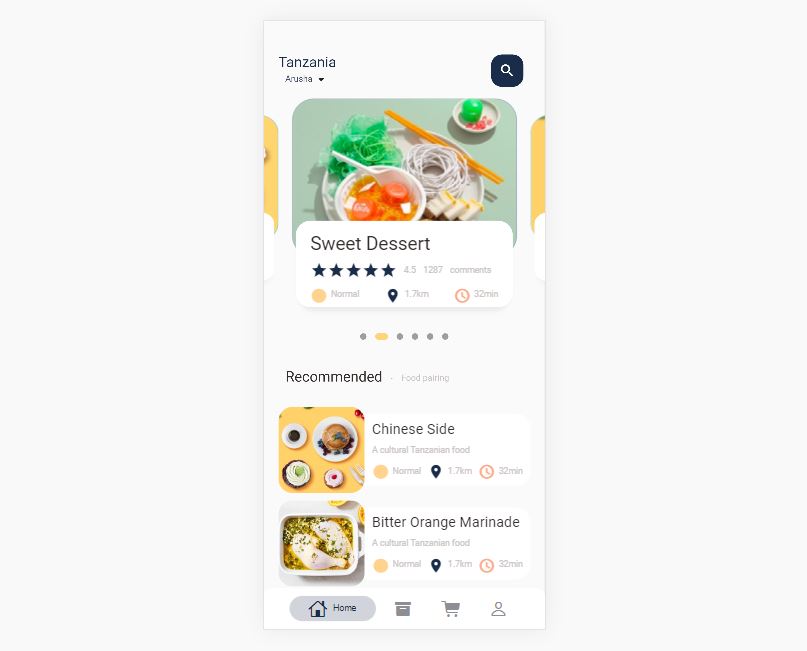 Tanzania
Arusha
Sweet Dessert
4.5 1287 comments
Normal 1.7km 32min
Recommended · Food pairing
Chinese Side
A cultural Tanzanian food
Normal 1.7km 32min
Bitter Orange Marinade
A cultural Tanzanian food
Normal 1.7km 32min
Home